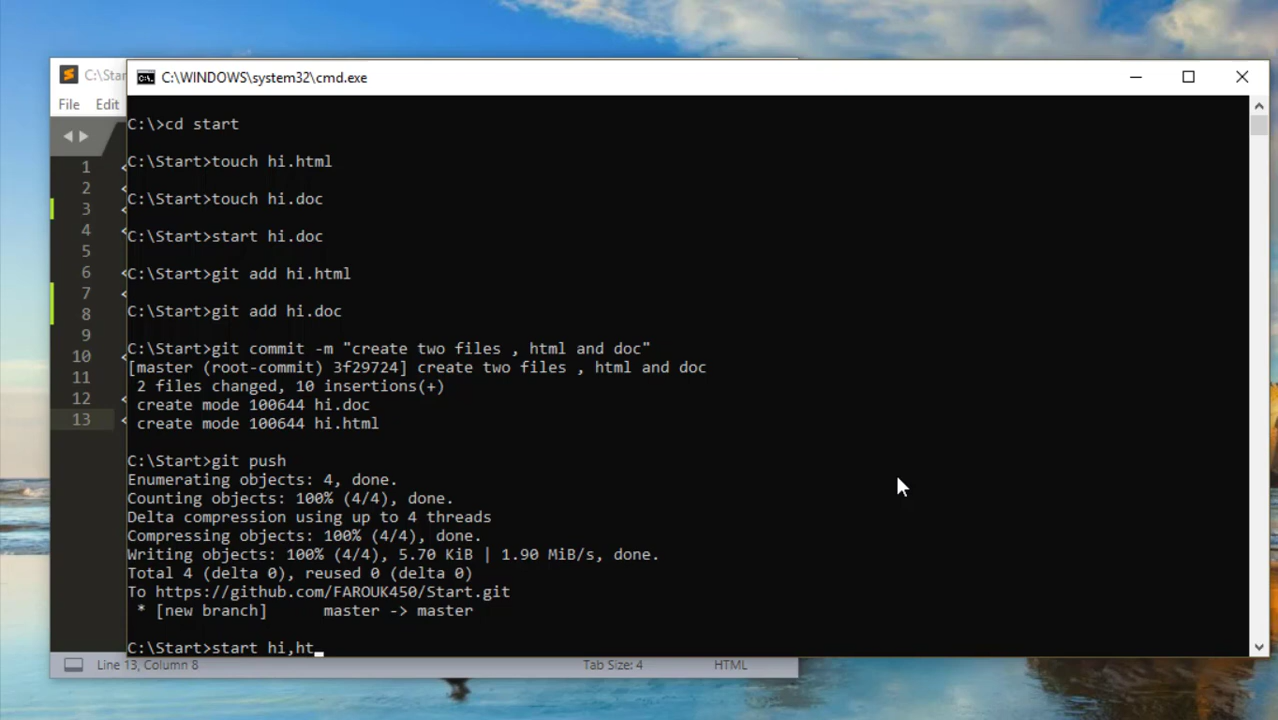 C:\Star
C:\WINDOWS\system32\cmd.exe
File Edit
1
2
3
4
5
6
7
8
9
10
11
12
13
C:\>cd start
C:\Start>touch hi.html
C:\Start>touch hi.doc
C:\Start>start hi.doc
C:\Start>git add hi.html
C:\Start>git add hi.doc
C:\Start>git commit -m "create two files , html and doc"
[master (root-commit) 3f29724] create two files , html and doc
2 files changed, 10 insertions(+)
create mode 100644 hi.doc
create mode 100644 hi.html
C:\Start>git push
Enumerating objects: 4, done.
Counting objects: 100% (4/4), done.
Delta compression using up to 4 threads
Compressing objects: 100% (4/4), done.
Writing objects: 100% (4/4), 5.70 KiB | 1.90 MiB/s, done.
Total 4 (delta 0), reused 0 (delta 0)
To https://github.com/FAROUK450/Start.git
* [new branch] master -> master
C:\Start>start hi,ht_
Line 13, Column 8 Tab Size: 4 HTML